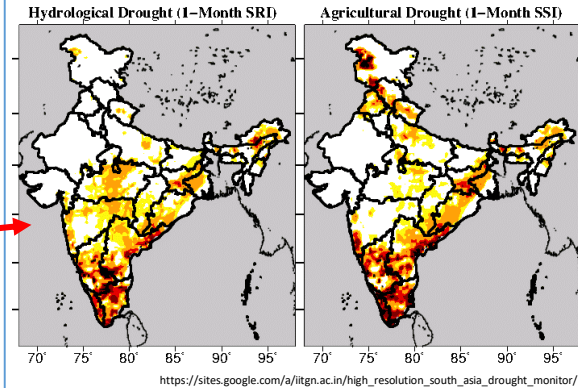 Hydrological Drought (1-Month SRI)
Agricultural Drought (1-Month SSI)
70° 75° 80° 85° 90° 95°
70° 75° 80° 85° 90° 95°
https://sites.google.com/a/iitgn.ac.in/high_resolution_south_asia_drought_monitor/